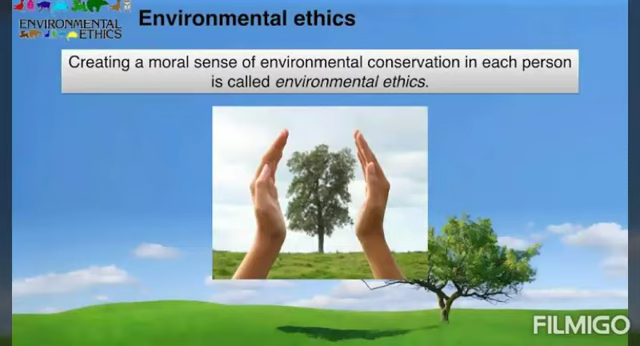 ENVIRONMENTAL
ETHICS
Environmental ethics
Creating a moral sense of environmental conservation in each person
is called environmental ethics.
FILMIGO